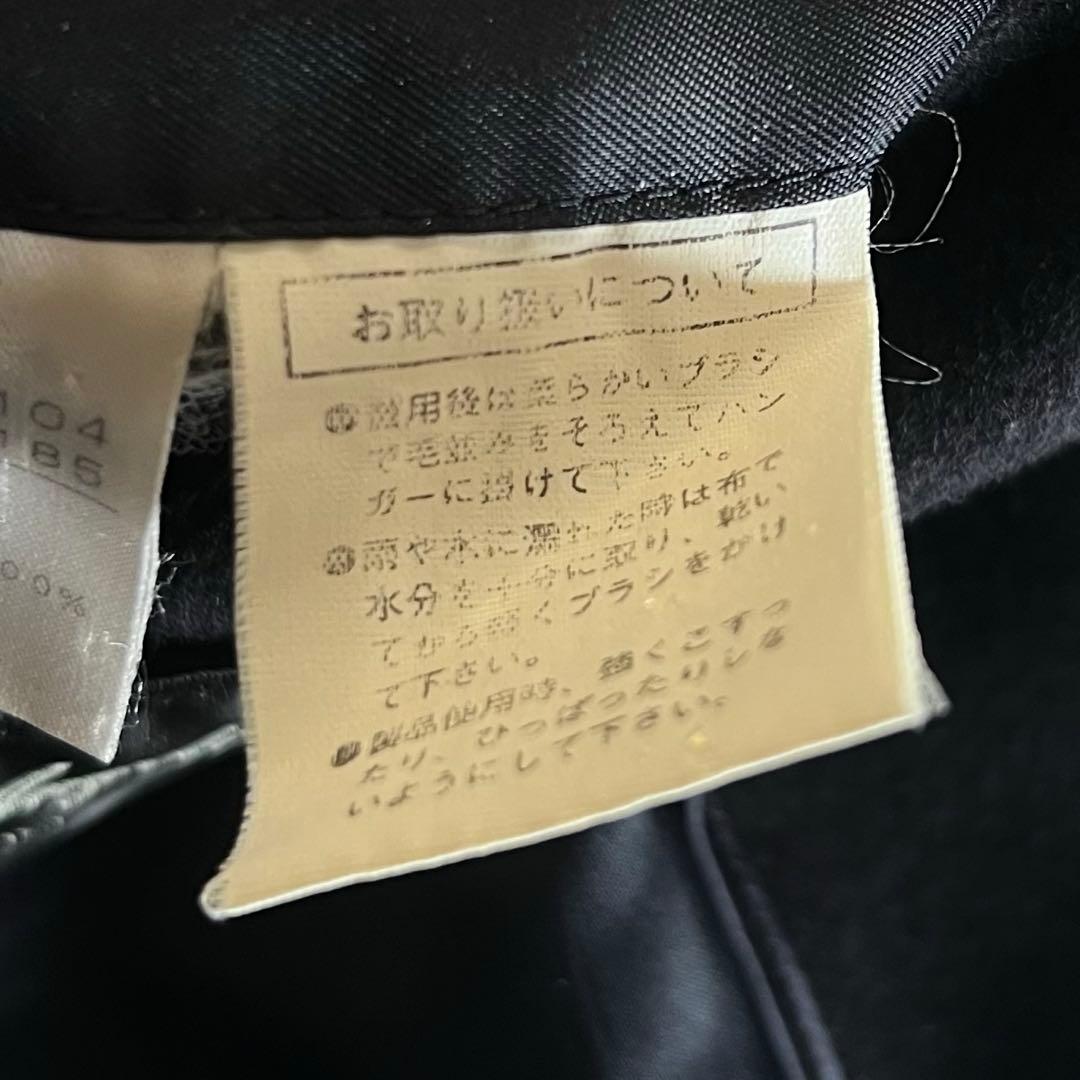 104
185
00%
お取り扱いについて
●着用後は柔らかいブラシ
で毛並みをそろえてハン
ガーに掛けて下さい。
●雨や水に濡れた時は布で
水分を十分に取り、乾い
てから軽くブラシをがけ
て下さい。
●製品使用時、強くこすっ
たり、ひっぱったりしな
いようにして下さい。